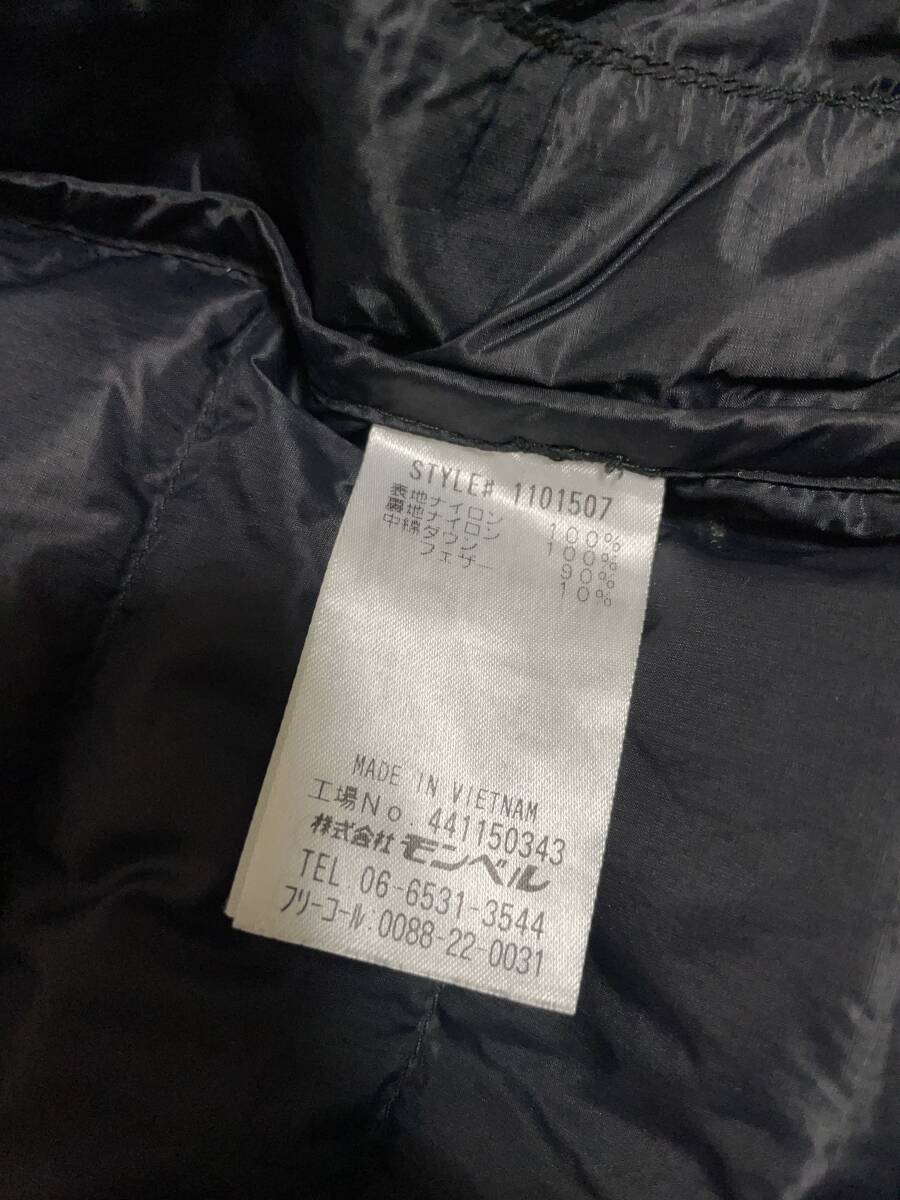 STYLE# 1101507
表地ナイロン 100%
裏地ナイロン 100%
中綿ダウン 90%
フェザー 10%
MADE IN VIETNAM
工場No. 441150343
株式会社モンベル
TEL.06-6531-3544
フリーコール:0088-22-0031